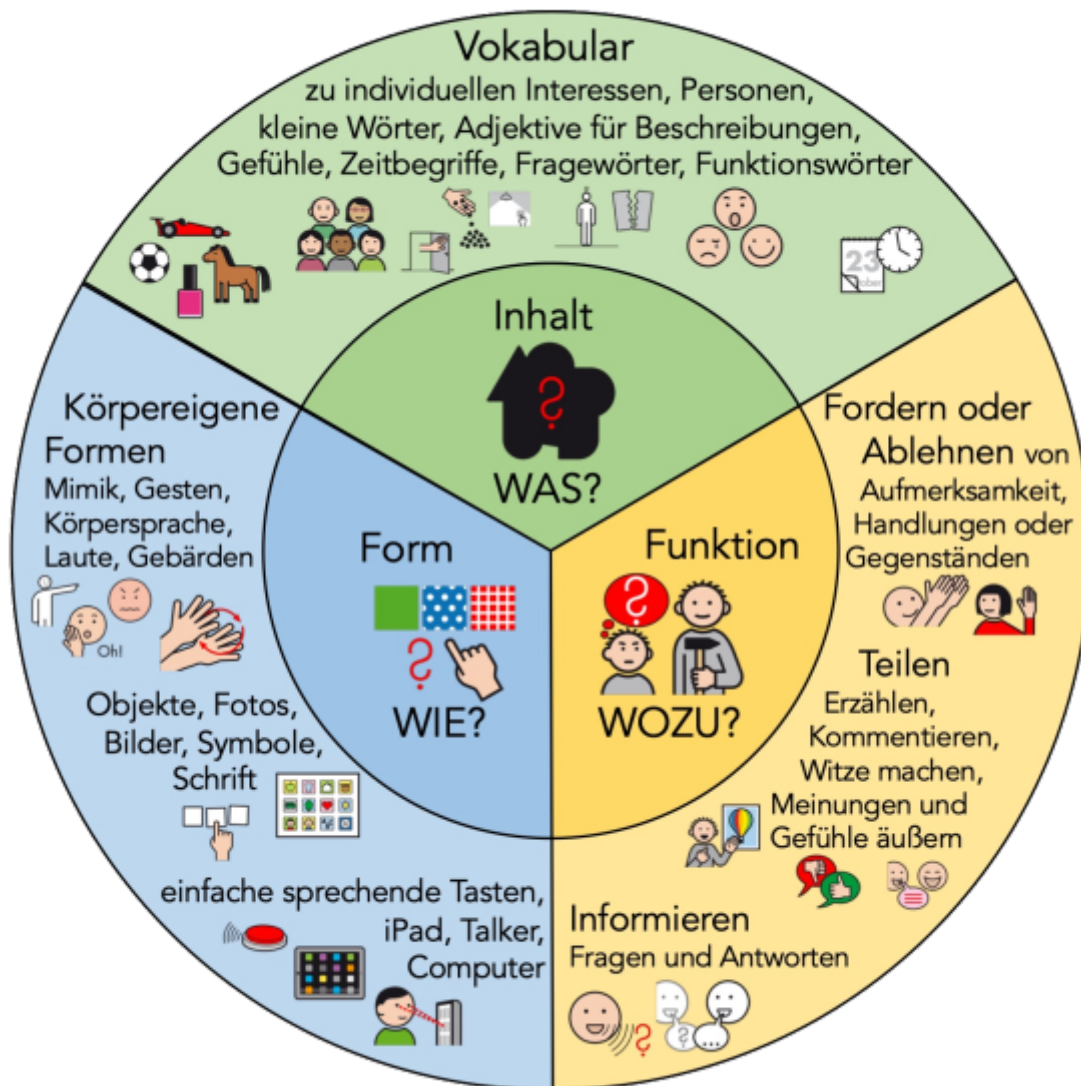 Vokabular
zu individuellen Interessen, Personen,
kleine Wörter, Adjektive für Beschreibungen,
Gefühle, Zeitbegriffe, Fragewörter, Funktionswörter
23
ober
Inhalt
?
WAS?
Körpereigene
Formen
Mimik, Gesten,
Körpersprache,
Laute, Gebärden
Oh!
Objekte, Fotos,
Bilder, Symbole,
Schrift
einfache sprechende Tasten,
iPad, Talker,
Computer
Form
?
WIE?
Funktion
?
WOZU?
Fordern oder
Ablehnen von
Aufmerksamkeit,
Handlungen oder
Gegenständen
Teilen
Erzählen,
Kommentieren,
Witze machen,
Meinungen und
Gefühle äußern
Informieren
Fragen und Antworten
? ? ...